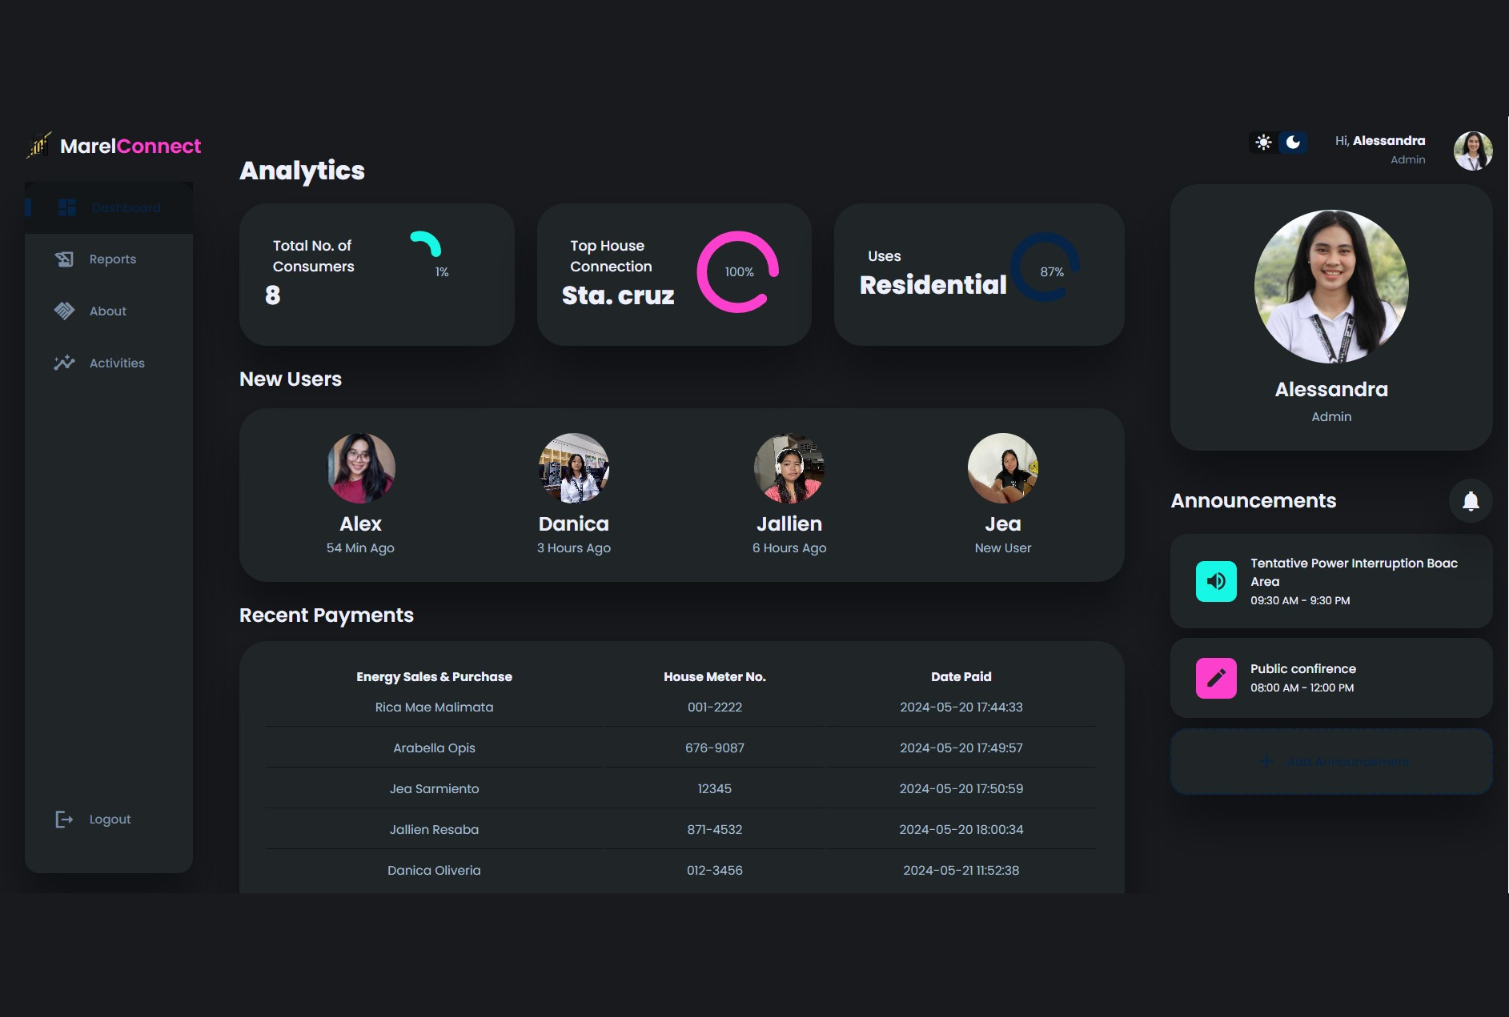 MarelConnect
Dashboard
Reports
About
Activities
Logout
Analytics
Total No. of
Consumers
8
1%
Top House
Connection
Sta. cruz
100%
Uses
Residential
87%
New Users
Alex
54 Min Ago
Danica
3 Hours Ago
Jallien
6 Hours Ago
Jea
New User
Recent Payments
Energy Sales & Purchase House Meter No. Date Paid
Rica Mae Malimata 001-2222 2024-05-20 17:44:33
Arabella Opis 676-9087 2024-05-20 17:49:57
Jea Sarmiento 12345 2024-05-20 17:50:59
Jallien Resaba 871-4532 2024-05-20 18:00:34
Danica Oliveria 012-3456 2024-05-21 11:52:38
Hi, Alessandra
Admin
Alessandra
Admin
Announcements
Tentative Power Interruption Boac
Area
09:30 AM - 9:30 PM
Public confirence
08:00 AM - 12:00 PM
Add Announcement